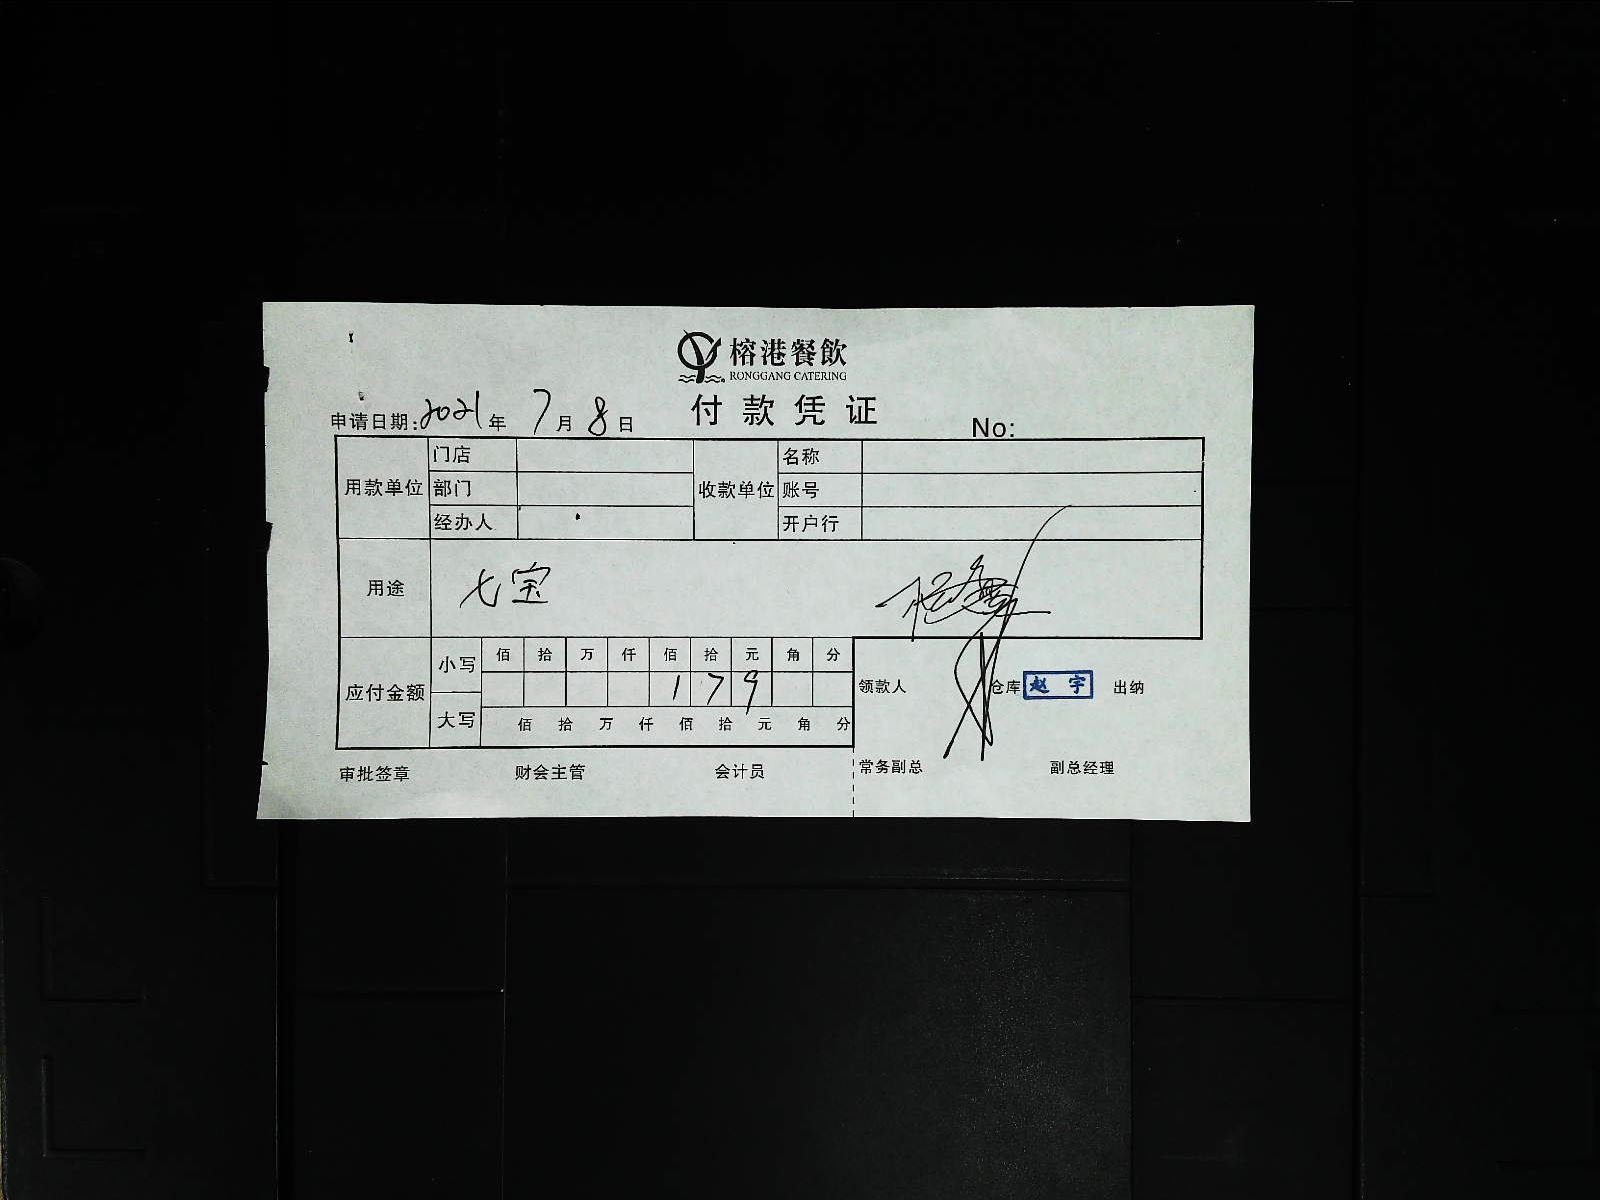 榕港餐飲
RONGGANG CATERING
付款凭证
申请日期:2021年7月8日 No:
用款单位 门店 收款单位 名称
部门 账号
经办人 开户行
用途 七宝
应付金额 小写 佰 拾 万 仟 佰 拾 元 角 分
1 7 9
大写 佰 拾 万 仟 佰 拾 元 角 分
领款人 仓库 赵宇 出纳
审批签章 财会主管 会计员 常务副总 副总经理